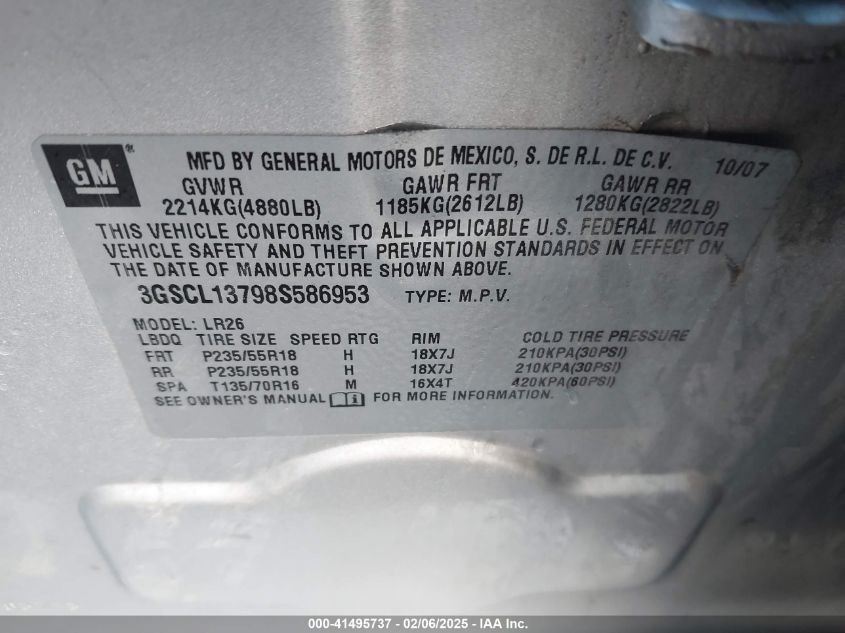 GM ® MFD BY GENERAL MOTORS DE MEXICO, S. DE R.L. DE C.V. 10/07
GVWR GAWR FRT GAWR RR
2214KG(4880LB) 1185KG(2612LB) 1280KG(2822LB)
THIS VEHICLE CONFORMS TO ALL APPLICABLE U.S. FEDERAL MOTOR
VEHICLE SAFETY AND THEFT PREVENTION STANDARDS IN EFFECT ON
THE DATE OF MANUFACTURE SHOWN ABOVE.
3GSCL13798S586953 TYPE: M.P.V.
MODEL: LR26
LBDQ TIRE SIZE SPEED RTG RIM COLD TIRE PRESSURE
FRT P235/55R18 H 18X7J 210KPA(30PSI)
RR P235/55R18 H 18X7J 210KPA(30PSI)
SPA T135/70R16 M 16X4T 420KPA(60PSI)
SEE OWNER'S MANUAL FOR MORE INFORMATION.
000-41495737 - 02/06/2025 - IAA Inc.